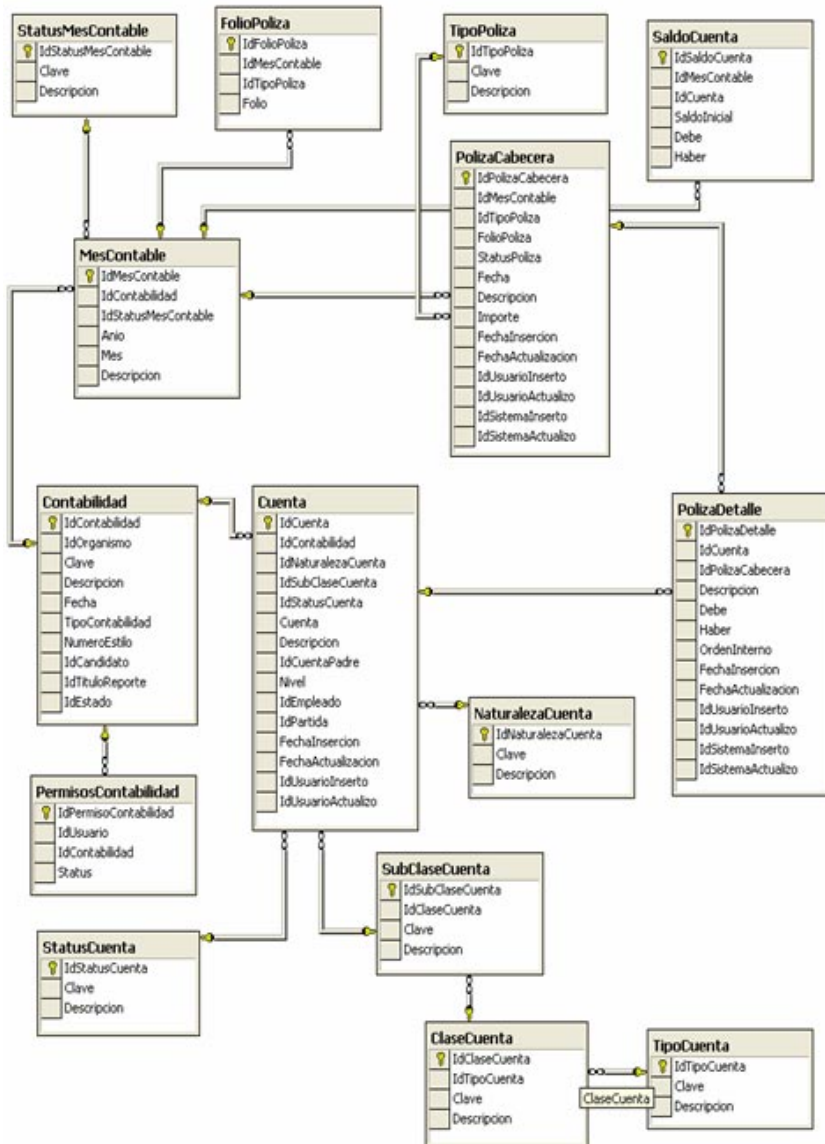 StatusMesContable
IdStatusMesContable
Clave
Descripcion
FolioPoliza
IdFolioPoliza
IdMesContable
IdTipoPoliza
Folio
TipoPoliza
IdTipoPoliza
Clave
Descripcion
SaldoCuenta
IdSaldoCuenta
IdMesContable
IdCuenta
SaldoInicial
Debe
Haber
PolizaCabecera
IdPolizaCabecera
IdMesContable
IdTipoPoliza
FolioPoliza
StatusPoliza
Fecha
Descripcion
Importe
FechaInsercion
FechaActualizacion
IdUsuarioInserto
IdUsuarioActualizo
IdSistemaInserto
IdSistemaActualizo
MesContable
IdMesContable
IdContabilidad
IdStatusMesContable
Anio
Mes
Descripcion
Contabilidad
IdContabilidad
IdOrganismo
Clave
Descripcion
Fecha
TipoContabilidad
NumeroEstilo
IdCandidato
IdTituloReporte
IdEstado
Cuenta
IdCuenta
IdContabilidad
IdNaturalezaCuenta
IdSubClaseCuenta
IdStatusCuenta
Cuenta
Descripcion
IdCuentaPadre
Nivel
IdEmpleado
IdPartida
FechaInsercion
FechaActualizacion
IdUsuarioInserto
IdUsuarioActualizo
PolizaDetalle
IdPolizaDetalle
IdCuenta
IdPolizaCabecera
Descripcion
Debe
Haber
OrdenInterno
FechaInsercion
FechaActualizacion
IdUsuarioInserto
IdUsuarioActualizo
IdSistemaInserto
IdSistemaActualizo
NaturalezaCuenta
IdNaturalezaCuenta
Clave
Descripcion
PermisosContabilidad
IdPermisoContabilidad
IdUsuario
IdContabilidad
Status
SubClaseCuenta
IdSubClaseCuenta
IdClaseCuenta
Clave
Descripcion
StatusCuenta
IdStatusCuenta
Clave
Descripcion
ClaseCuenta
IdClaseCuenta
IdTipoCuenta
Clave
Descripcion
ClaseCuenta
TipoCuenta
IdTipoCuenta
Clave
Descripcion